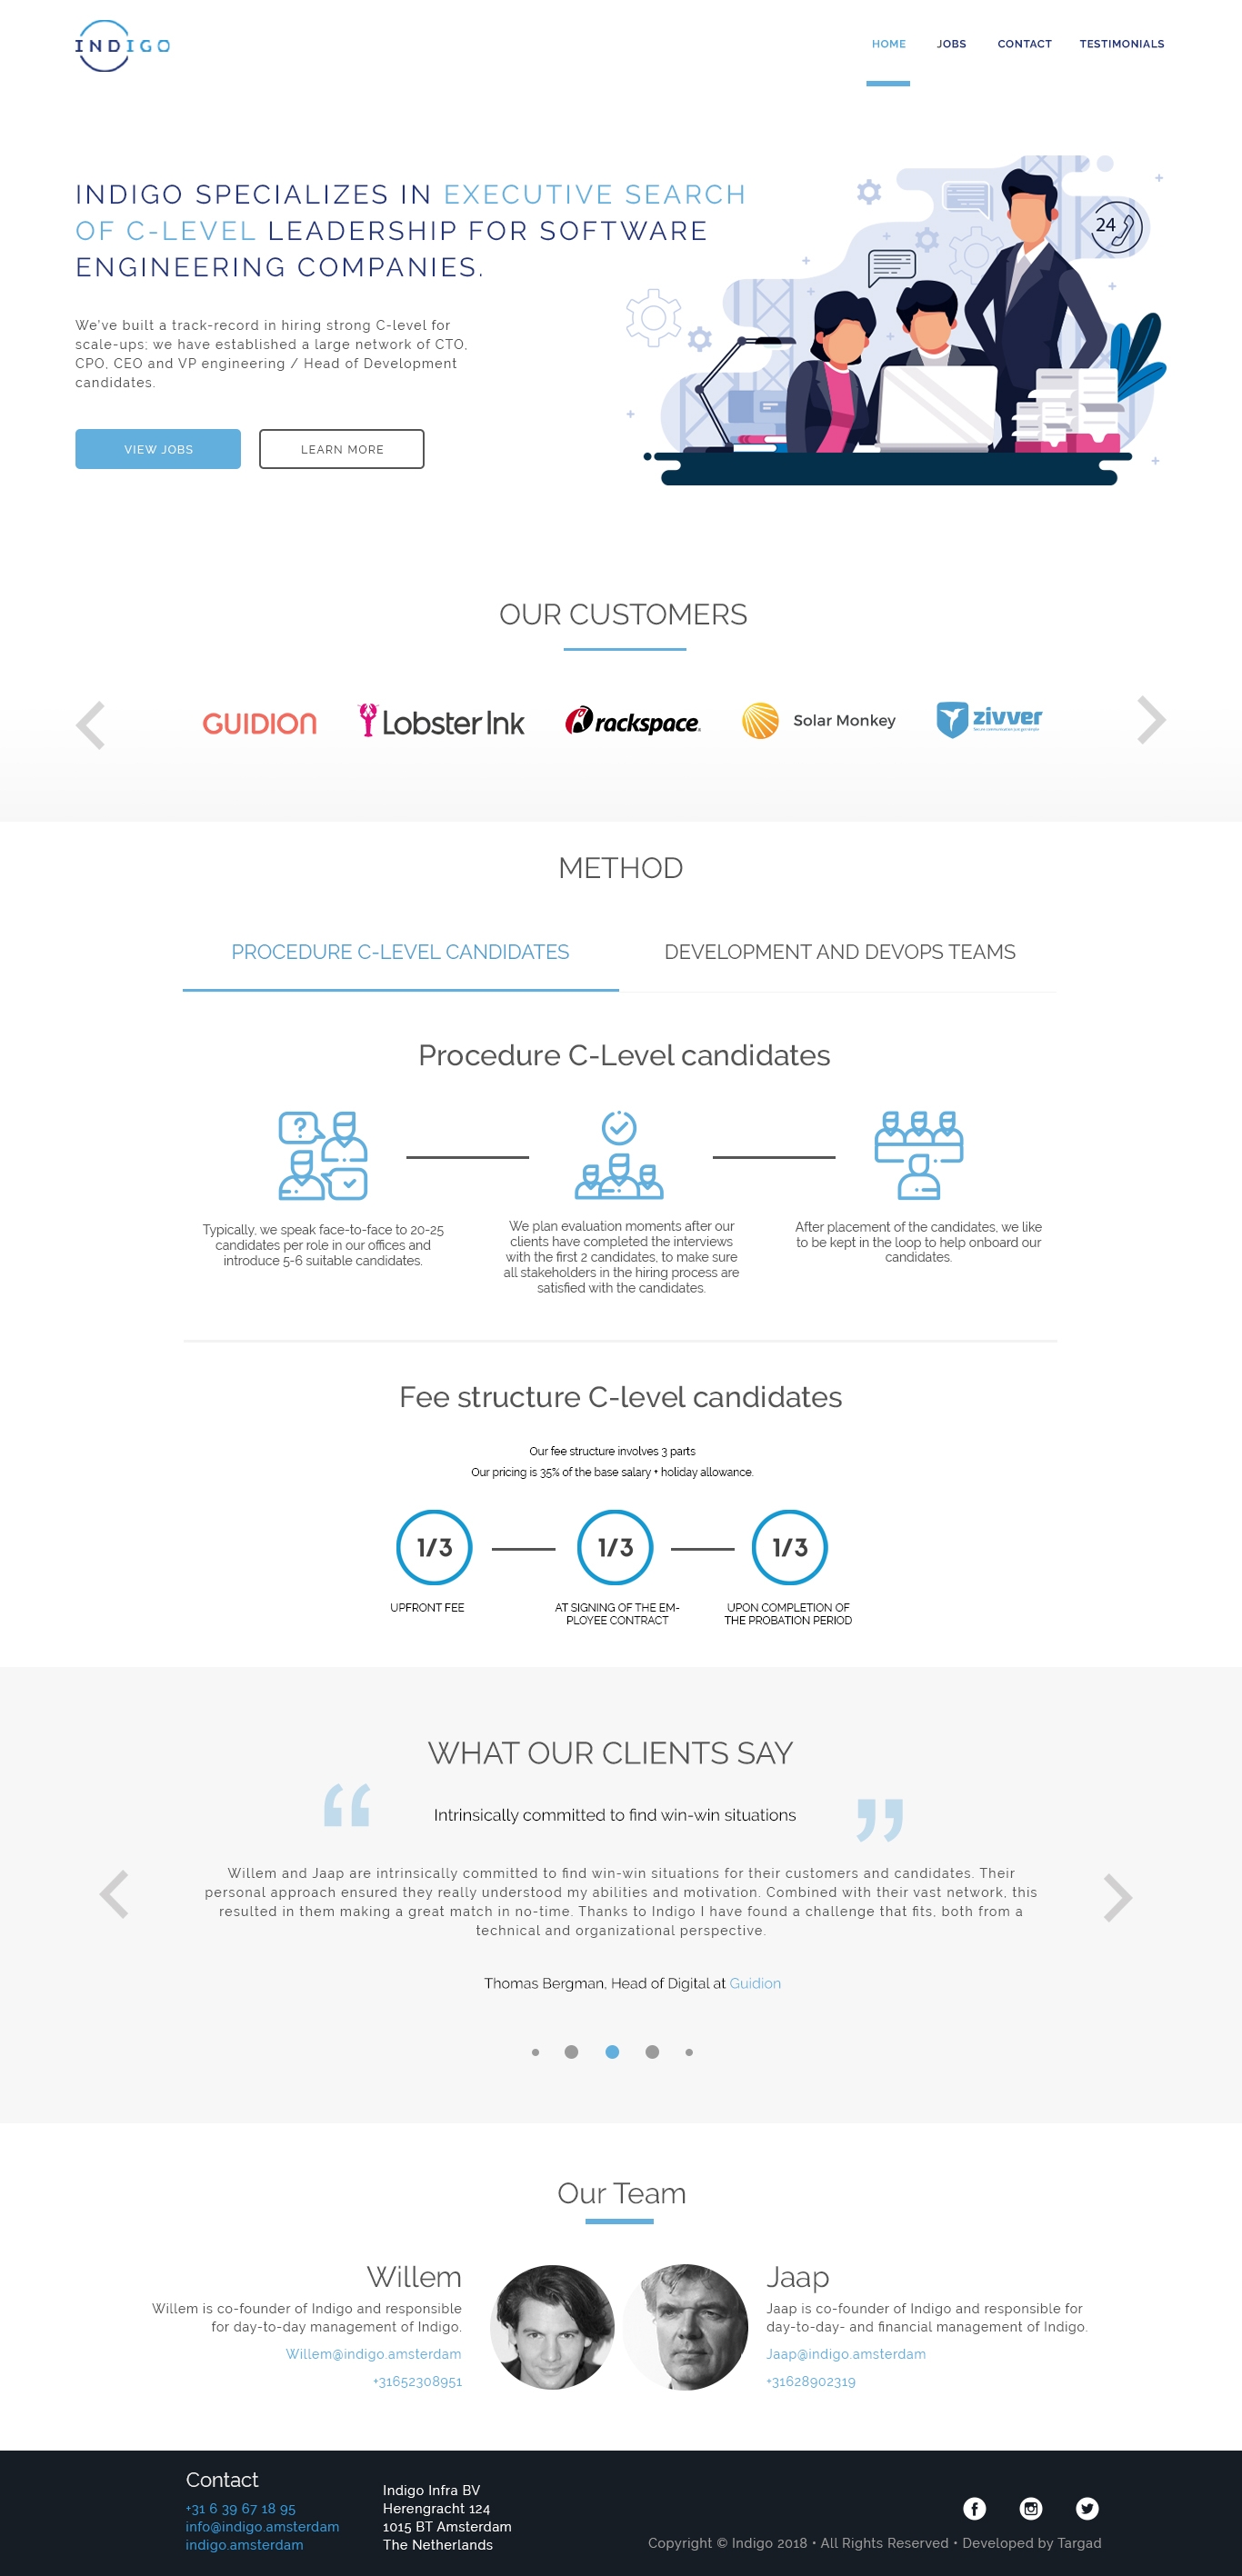 INDIGO
HOME JOBS CONTACT TESTIMONIALS
INDIGO SPECIALIZES IN EXECUTIVE SEARCH
OF C-LEVEL LEADERSHIP FOR SOFTWARE
ENGINEERING COMPANIES.
24
We've built a track-record in hiring strong C-level for
scale-ups; we have established a large network of CTO,
CPO, CEO and VP engineering / Head of Development
candidates.
VIEW JOBS
LEARN MORE
OUR CUSTOMERS
GUIDION
Lobster Ink
rackspace
Solar Monkey
zivver
METHOD
PROCEDURE C-LEVEL CANDIDATES
DEVELOPMENT AND DEVOPS TEAMS
Procedure C-Level candidates
Typically, we speak face-to-face to 20-25
candidates per role in our offices and
introduce 5-6 suitable candidates.
We plan evaluation moments after our
clients have completed the interviews
with the first 2 candidates, to make sure
all stakeholders in the hiring process are
satisfied with the candidates.
After placement of the candidates, we like
to be kept in the loop to help onboard our
candidates.
Fee structure C-level candidates
Our fee structure involves 3 parts
Our pricing is 35% of the base salary + holiday allowance.
1/3
1/3
1/3
UPFRONT FEE
AT SIGNING OF THE EM-
PLOYEE CONTRACT
UPON COMPLETION OF
THE PROBATION PERIOD
WHAT OUR CLIENTS SAY
“
Intrinsically committed to find win-win situations
”
Willem and Jaap are intrinsically committed to find win-win situations for their customers and candidates. Their
personal approach ensured they really understood my abilities and motivation. Combined with their vast network, this
resulted in them making a great match in no-time. Thanks to Indigo I have found a challenge that fits, both from a
technical and organizational perspective.
Thomas Bergman, Head of Digital at Guidion
Our Team
Willem
Willem is co-founder of Indigo and responsible
for day-to-day management of Indigo.
Willem@indigo.amsterdam
+31652308951
Jaap
Jaap is co-founder of Indigo and responsible for
day-to-day- and financial management of Indigo.
Jaap@indigo.amsterdam
+31628902319
Contact
+31 6 39 67 18 95
info@indigo.amsterdam
indigo.amsterdam
Indigo Infra BV
Herengracht 124
1015 BT Amsterdam
The Netherlands
Copyright © Indigo 2018 • All Rights Reserved • Developed by Targad